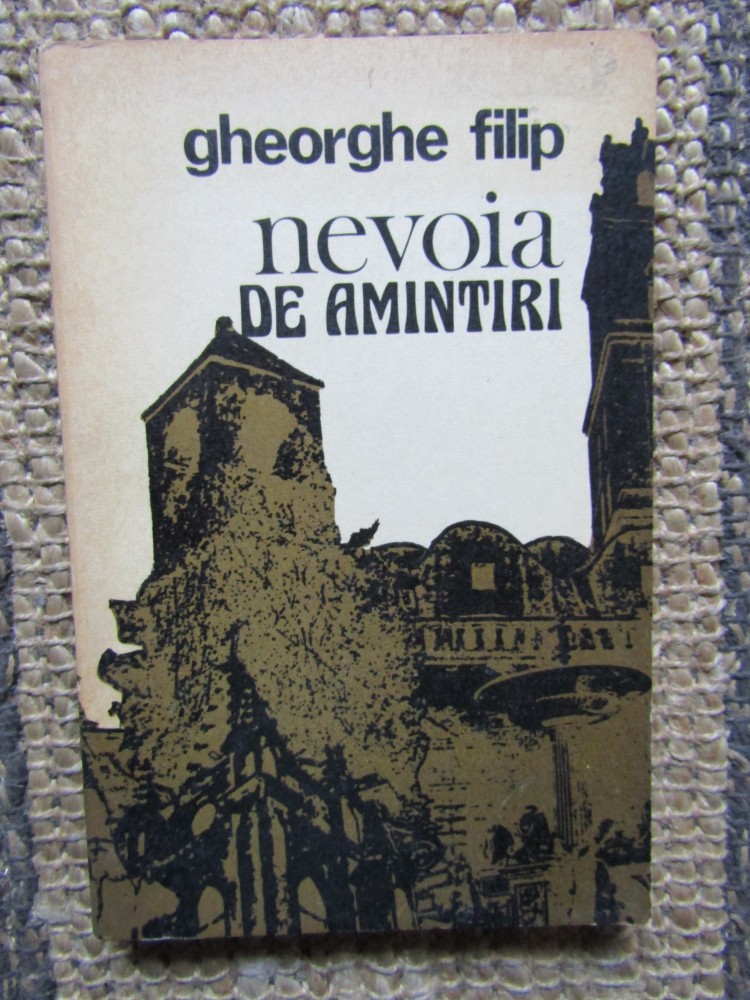 gheorghe filip
nevoia
DE AMINTIRI